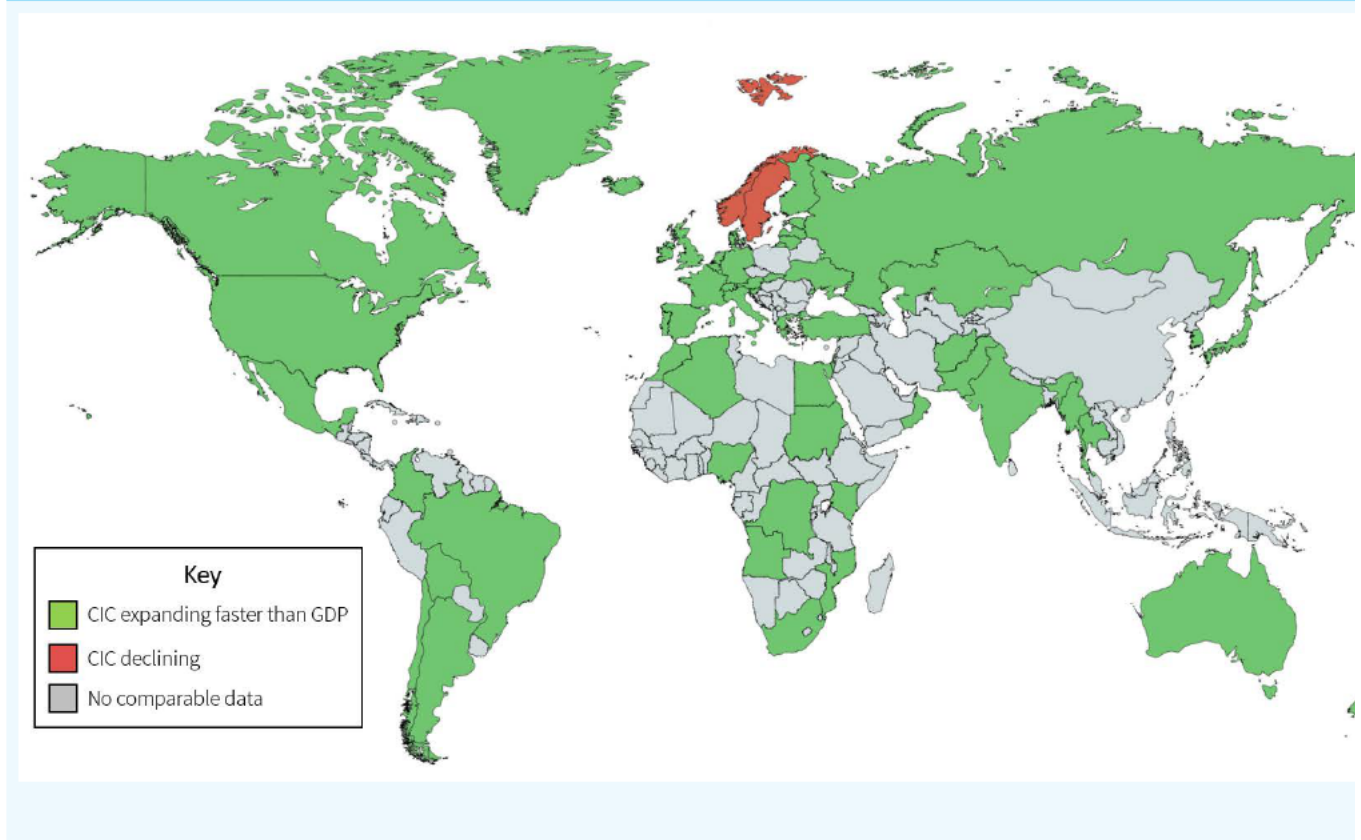 Key
CIC expanding faster than GDP
CIC declining
No comparable data